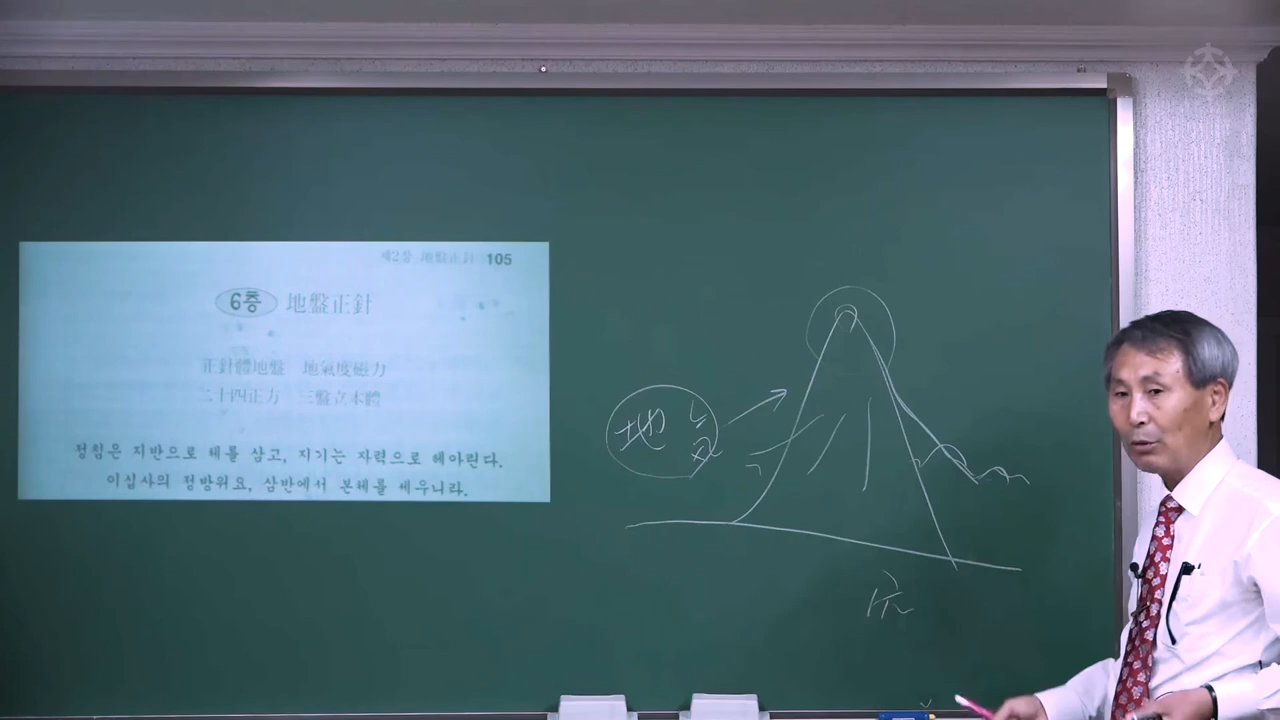 제2장 地盤正針 105
6층 地盤正針
正針體地盤 地氣度磁力
二十四正方 三盤立本體
정침은 지반으로 체를 삼고, 지기는 자력으로 헤아린다.
이십사의 정방위요, 삼반에서 본체를 세우니라.
地 氣